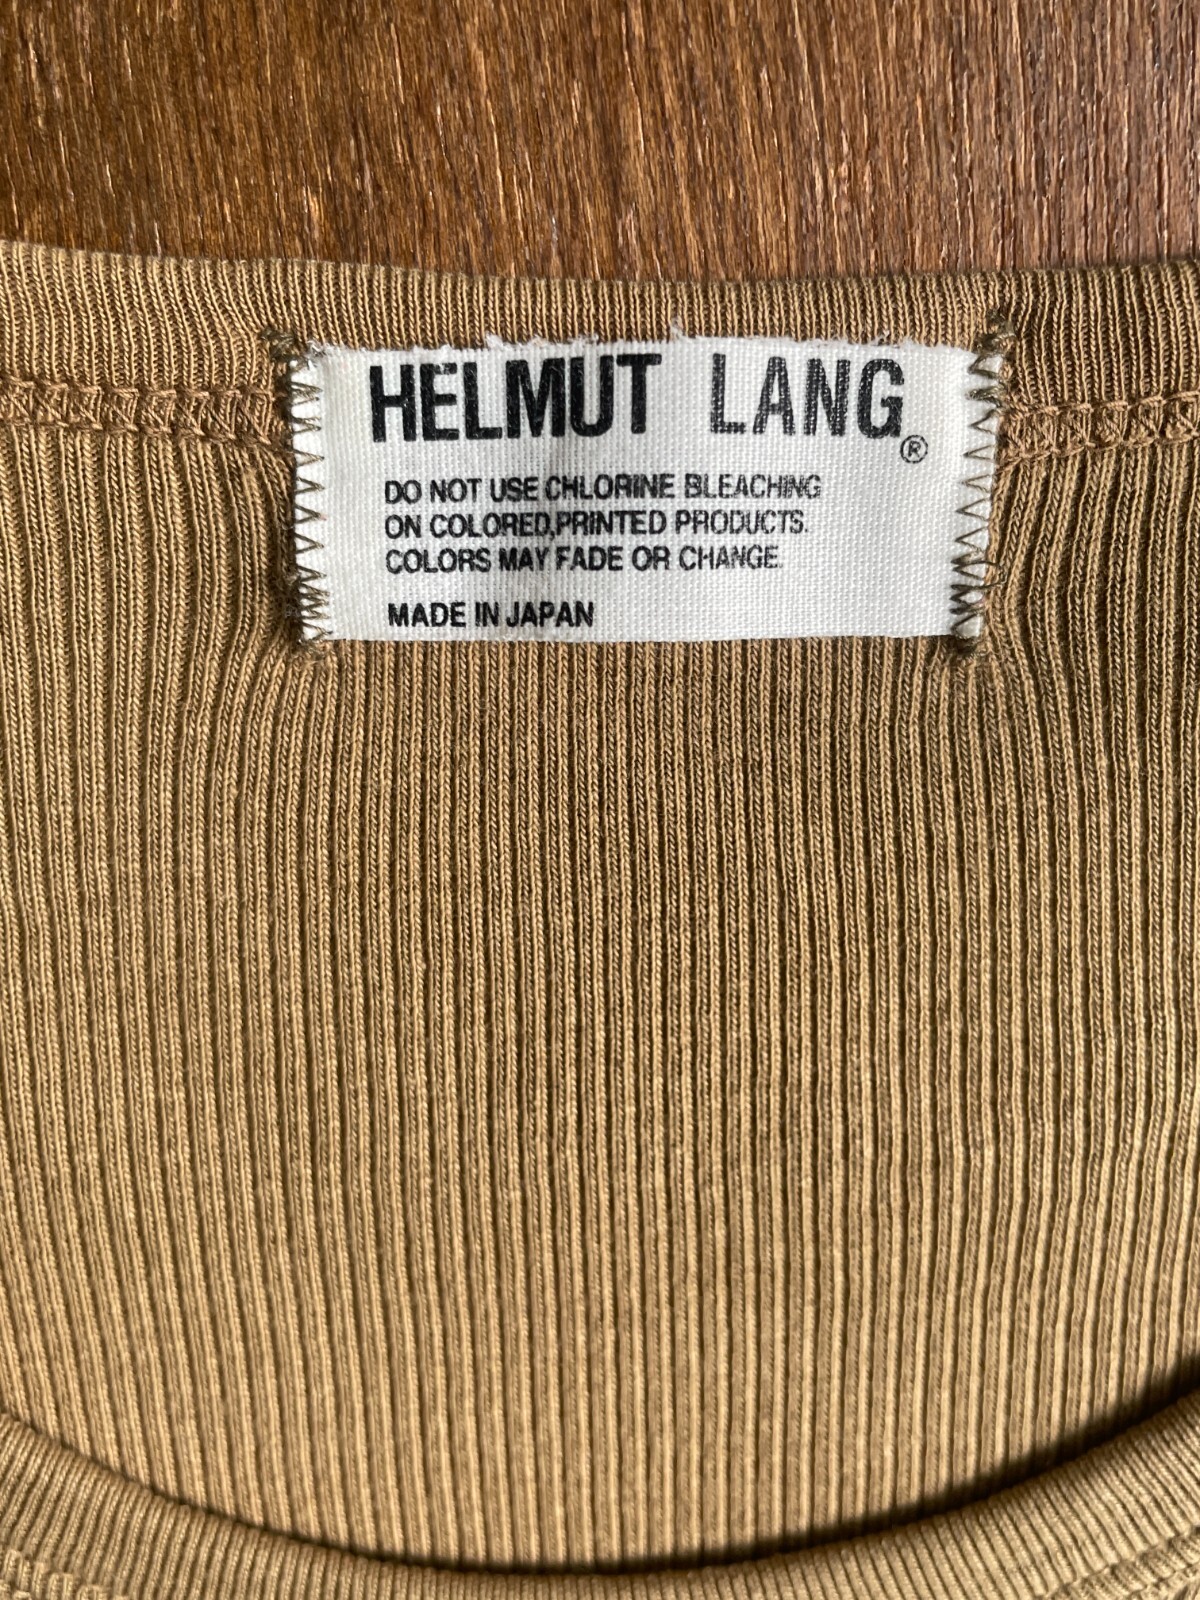 HELMUT LANG®
DO NOT USE CHLORINE BLEACHING
ON COLORED,PRINTED PRODUCTS.
COLORS MAY FADE OR CHANGE.
MADE IN JAPAN